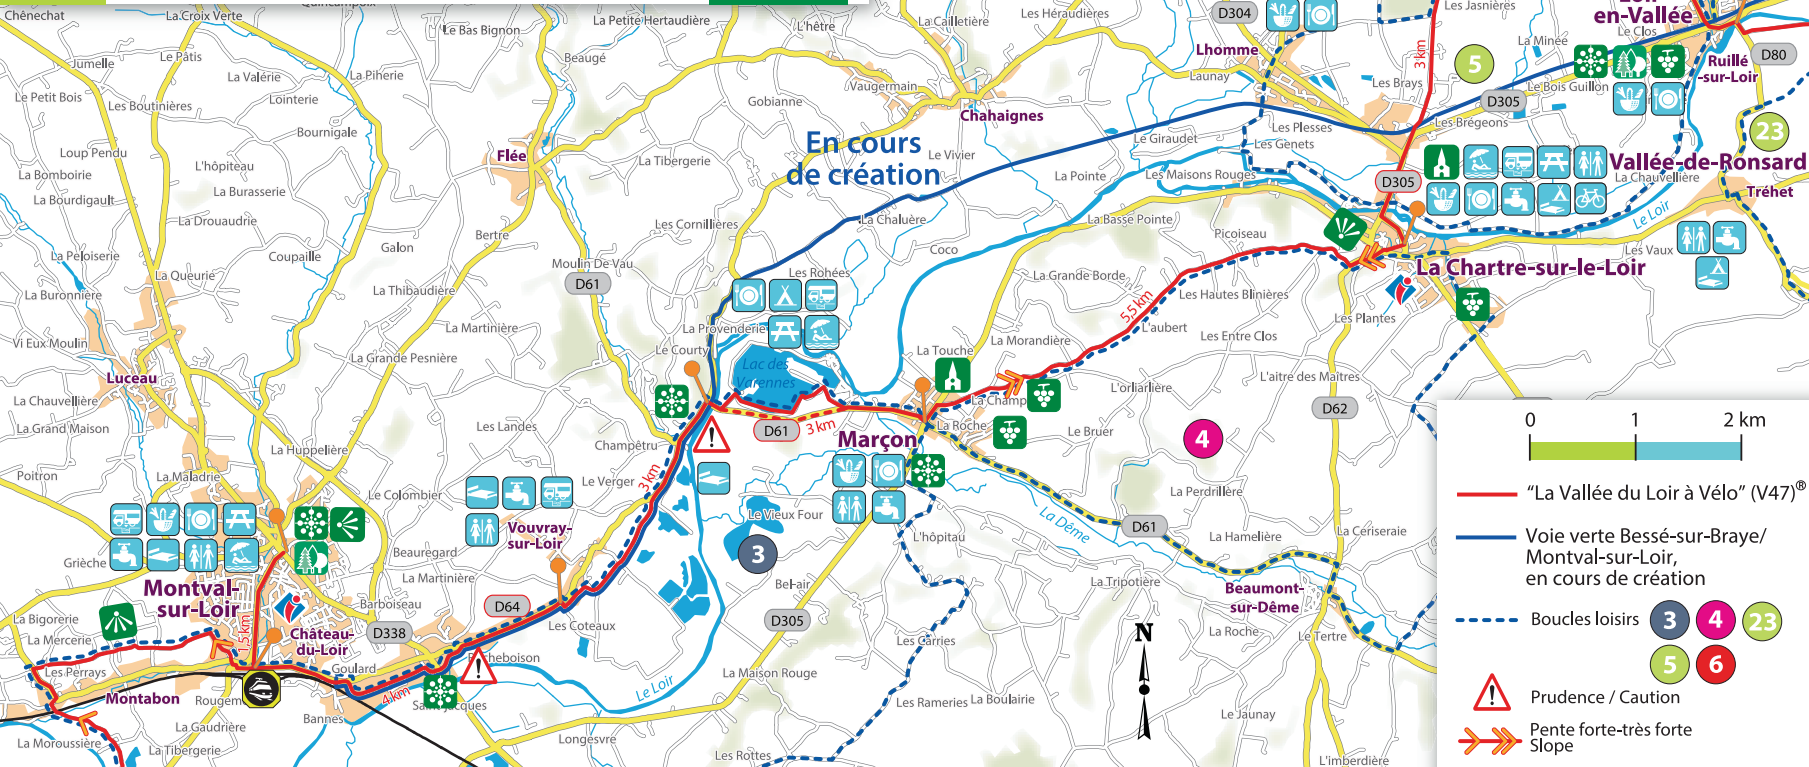 Chênechat
La Croix Verte
Quincampoix
Le Bas Bignon
La Petite Hertaudière
L'hêtre
La Cailletière
Les Héraudières
D304
Les Jasnières
en-Vallée
Le Clos
Jumelle
Le Pâtis
La Valérie
La Piherie
Beaugé
Lhomme
Launay
3 km
5
La Minée
Ruillé
-sur-Loir
D80
Le Petit Bois
Les Boutinières
Lointerie
Gobianne
Vaugermain
Chahaignes
Les Brays
D305
Le Bois Guillon
Bournigale
En cours
de création
Le Giraudet
Les Plesses
Les Genets
Les Brégeons
23
Loup Pendu
La Bomboirie
L'hôpiteau
Flée
La Tibergerie
Le Vivier
La Pointe
Les Maisons Rouges
D305
Vallée-de-Ronsard
La Chauvellière
Tréhet
La Bourdigault
La Burasserie
La Drouaudrie
Les Cornillières
La Chaluère
La Basse Pointe
Picoiseau
Le Loir
Les Vaux
La Peloiserie
Galon
Bertre
Coupaille
Moulin De Vau
Coco
La Queurie
D61
Les Rohées
La Grande Borde
La Chartre-sur-le-Loir
La Buronnière
La Thibaudière
Les Hautes Blinières
5,5 km
Vi Eux Moulin
La Martinière
La Provenderie
L'aubert
Les Plantes
La Grande Pesnière
Le Courty
La Touche
La Morandière
Les Entre Clos
Luceau
Lac des
Varennes
L'orliarlière
L'aitre des Maitres
La Chauvellière
La Champ
D62
La Grand Maison
Les Landes
Champêtru
D61
3 km
Marçon
La Roche
Le Bruer
4
La Huppelière
Poitron
La Maladrie
Le Colombier
Le Verger
3 km
La Perdrillère
Vouvray-
sur-Loir
Le Vieux Four
La Dême
D61
La Cériseraie
L'hôpitau
La Hamelière
3
Grièche
Beauregard
La Martinière
Montval-
sur-Loir
Bel-air
La Tripotière
Beaumont-
sur-Dême
D64
Barboiseau
La Bigorerie
1,5 km
Les Coteaux
D305
La Mercerie
Château-
du-Loir
D338
Les Carries
La Roche
Le Tertre
Les Perrays
Goulard
Montabon
Rougem
4 km
Le Loir
La Maison Rouge
La Gaudrière
Bannes
Les Rameries
La Boulairie
N
Le Jaunay
La Moroussière
La Tibergerie
Longesvre
Les Rottes
L'imberdière
0
1
2 km
"La Vallée du Loir à Vélo" (V47)®
Voie verte Bessé-sur-Braye/
Montval-sur-Loir,
en cours de création
Boucles loisirs
3
4
23
5
6
Prudence / Caution
Pente forte-très forte
Slope